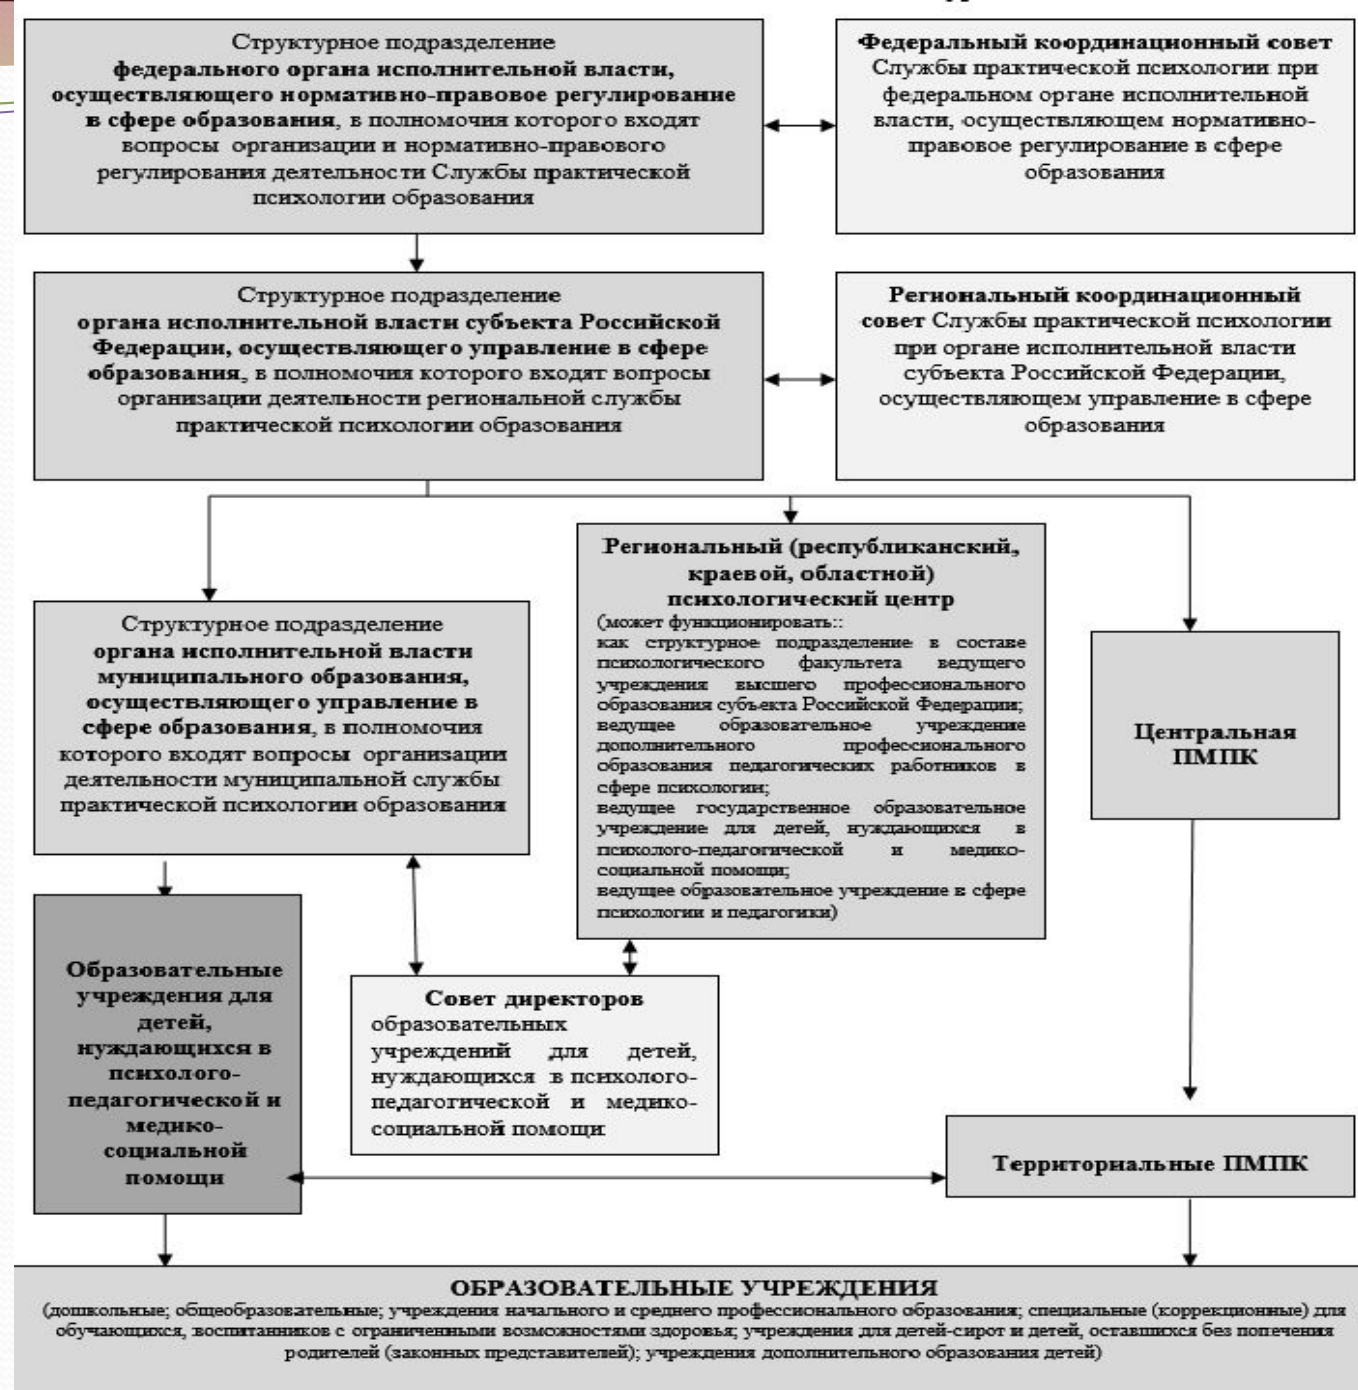 Структурное подразделение
федерального органа исполнительной власти,
осуществляющего нормативно-правовое регулирование
в сфере образования, в полномочия которого входят
вопросы организации и нормативно-правового
регулирования деятельности Службы практической
психологии образования
Федеральный координационный совет
Службы практической психологии при
федеральном органе исполнительной
власти, осуществляющем нормативно-
правовое регулирование в сфере
образования
Структурное подразделение
органа исполнительной власти субъекта Российской
Федерации, осуществляющего управление в сфере
образования, в полномочия которого входят вопросы
организации деятельности региональной службы
практической психологии образования
Региональный координационный
совет Службы практической психологии
при органе исполнительной власти
субъекта Российской Федерации,
осуществляющем управление в сфере
образования
Структурное подразделение
органа исполнительной власти
муниципального образования,
осуществляющего управление в
сфере образования, в полномочия
которого входят вопросы организации
деятельности муниципальной службы
практической психологии образования
Региональный (республиканский,
краевой, областной)
психологический центр
(может функционировать::
как структурное подразделение в составе
психологического факультета ведущего
учреждения высшего профессионального
образования субъекта Российской Федерации;
ведущее образовательное учреждение
дополнительного профессионального
образования педагогических работников в
сфере психологии;
ведущее государственное образовательное
учреждение для детей, нуждающихся в
психолого-педагогической и медико-
социальной помощи;
ведущее образовательное учреждение в сфере
психологии и педагогики)
Центральная
ПМПК
Образовательные
учреждения для
детей,
нуждающихся в
психолого-
педагогической и
медико-
социальной
помощи
Совет директоров
образовательных
учреждений для детей,
нуждающихся в психолого-
педагогической и медико-
социальной помощи
Территориальные ПМПК
ОБРАЗОВАТЕЛЬНЫЕ УЧРЕЖДЕНИЯ
(дошкольные; общеобразовательные; учреждения начального и среднего профессионального образования; специальные (коррекционные) для
обучающихся, воспитанников с ограниченными возможностями здоровья; учреждения для детей-сирот и детей, оставшихся без попечения
родителей (законных представителей); учреждения дополнительного образования детей)